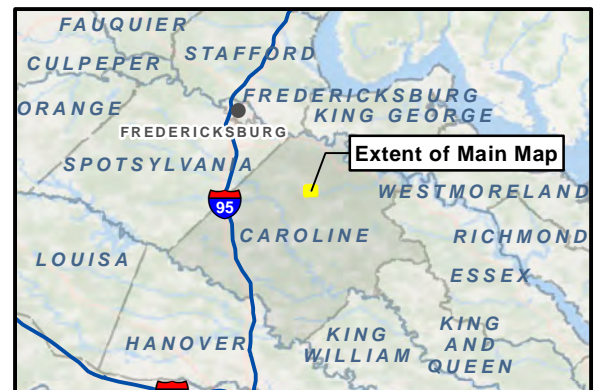 FAUQUIER
STAFFORD
CULPEPER
ORANGE
FREDERICKSBURG
KING GEORGE
FREDERICKSBURG
Extent of Main Map
SPOTSYLVANIA
WESTMORELAND
95
CAROLINE
RICHMOND
LOUISA
ESSEX
HANOVER
KING
WILLIAM
KING
AND
QUEEN